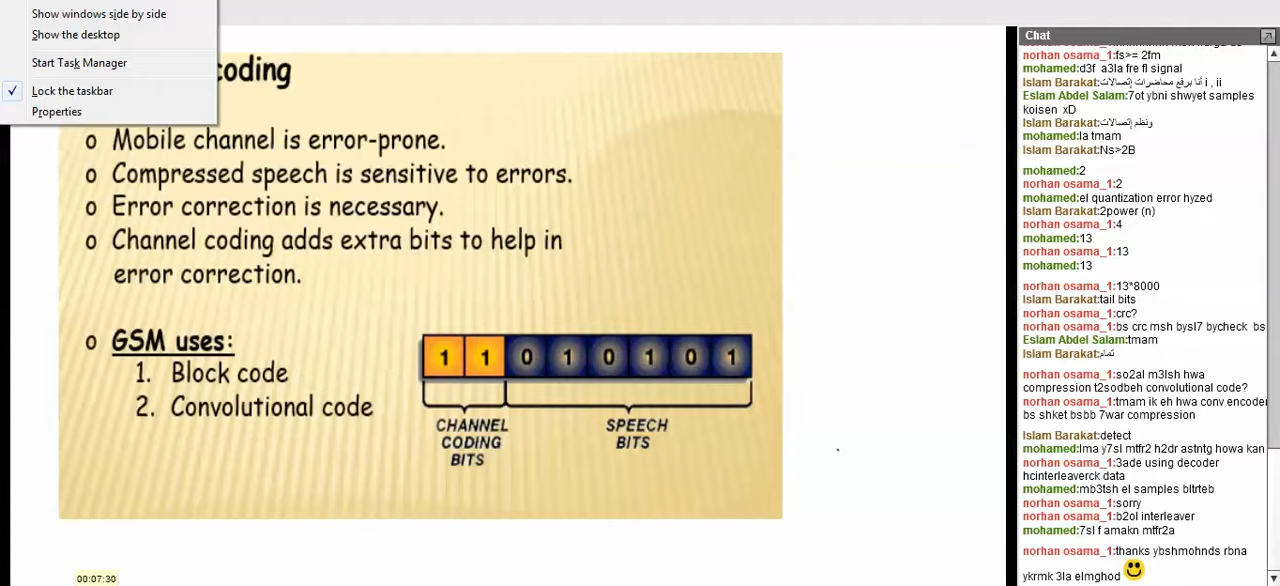 Show windows side by side
Show the desktop
Start Task Manager
Lock the taskbar
Properties
coding
o Mobile channel is error-prone.
o Compressed speech is sensitive to errors.
o Error correction is necessary.
o Channel coding adds extra bits to help in
error correction.
o GSM uses:
1. Block code
2. Convolutional code
1 1 0 1 0 1 0 1
CHANNEL
CODING
BITS
SPEECH
BITS
00:07:30
Chat
norhan osama_1:fs>= 2fm
mohamed:d3f a3la fre fl signal
Islam Barakat:أنا برفع محاضرات إتصالات i , ii
Eslam Abdel Salam:7ot ybni shwyet samples
koisen xD
Islam Barakat:ونظم إتصالات
mohamed:la tmam
Islam Barakat:Ns>2B
mohamed:2
norhan osama_1:2
mohamed:el quantization error hyzed
Islam Barakat:2power (n)
norhan osama_1:4
mohamed:13
norhan osama_1:13
mohamed:13
norhan osama_1:13*8000
Islam Barakat:tail bits
norhan osama_1:crc?
norhan osama_1:bs crc msh bysl7 bycheck bs
Eslam Abdel Salam:tmam
Islam Barakat:تمام
norhan osama_1:so2al m3lsh hwa
compression t2sodbeh convolutional code?
norhan osama_1:tmam ik eh hwa conv encoder
bs shket bsbb 7war compression
Islam Barakat:detect
mohamed:lma y7sl mtfr2 h2dr astntg howa kan
norhan osama_1:3ade using decoder
hcinterleaverck data
mohamed:mb3tsh el samples bltrteb
norhan osama_1:sorry
norhan osama_1:b2ol interleaver
mohamed:7sl f amakn mtfr2a
norhan osama_1:thanks ybshmohnds rbna
ykrmk 3la elmghod